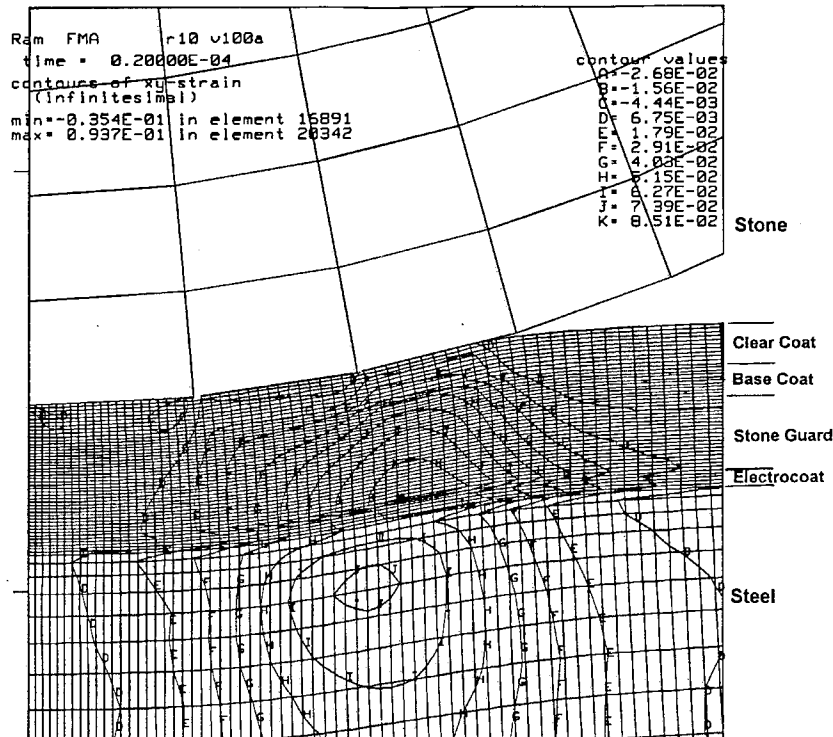 Ram FMA r10 v100a
time = 0.20000E-04
contours of xy-strain
(infinitesimal)
min=-0.354E-01 in element 16891
max= 0.937E-01 in element 20342
contour values
A=-2.68E-02
B=-1.56E-02
C=-4.44E-03
D= 6.75E-03
E= 1.79E-02
F= 2.91E-02
G= 4.03E-02
H= 5.15E-02
I= 6.27E-02
J= 7.39E-02
K= 8.51E-02
Stone
Clear Coat
Base Coat
Stone Guard
Electrocoat
Steel